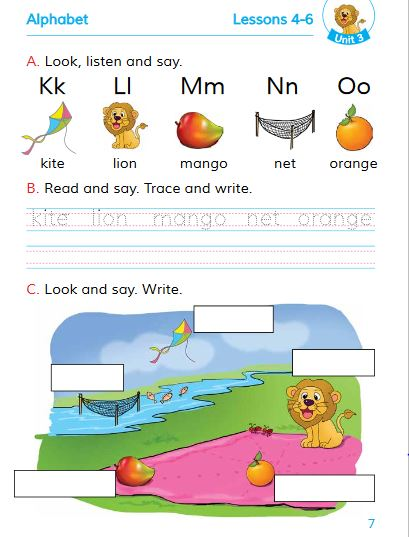 Alphabet Lessons 4-6
Unit 3
A. Look, listen and say.
Kk Ll Mm Nn Oo
kite lion mango net orange
B. Read and say. Trace and write.
kite lion mango net orange
C. Look and say. Write.
7